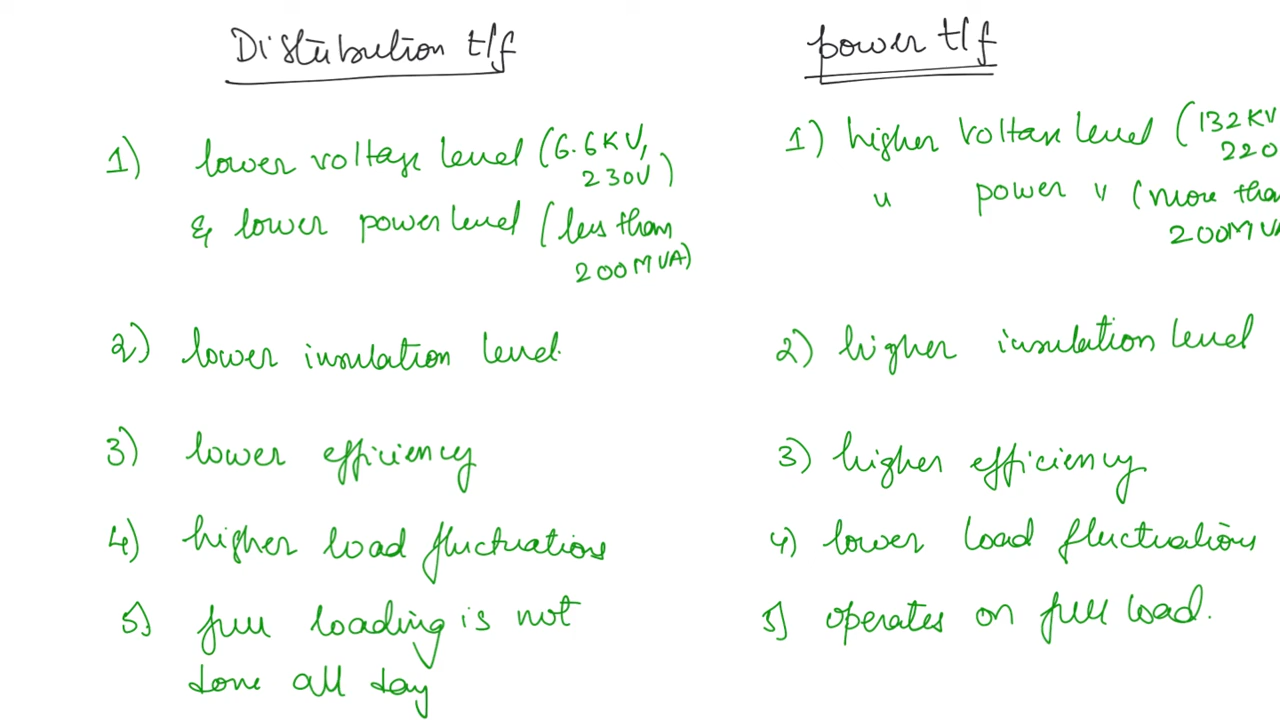 Distribution t/f
power t/f
1) lower voltage level (6.6KV,
230V)
& lower power level (less than
200MVA)
2) lower insulation level.
3) lower efficiency
4) higher load fluctuations
5) full loading is not
done all day
1) higher voltage level (132KV
220
" power " (more than
200MVA
2) higher insulation level
3) higher efficiency
4) lower load fluctuations
5) operates on full load.